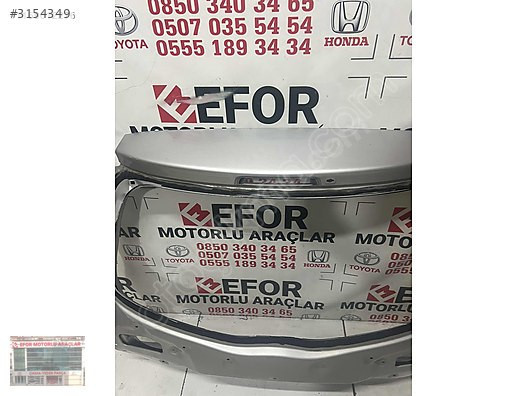 #3154349
0850 340 34 65
TOYOTA 0507 035 54 54 HONDA
0555 189 34 34
EFOR
EFOR
MOTORLU ARAÇLAR
0850 340 34 65
HONDA TOYOTA 0507 035 54 54 HONDA TOYOTA
0555 189 34 34
EFOR
MOTORLU ARAÇLAR
0850 340 34 65
EFOR MOTORLU ARAÇLAR